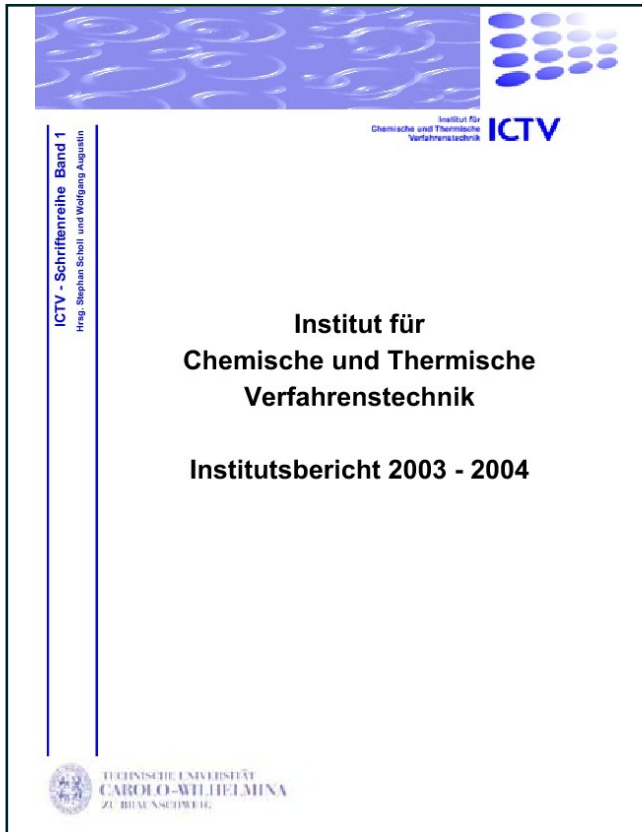 Institut für
Chemische und Thermische
Verfahrenstechnik
ICTV
ICTV - Schriftenreihe Band 1
Hrsg. Stephan Scholl und Wolfgang Augustin
Institut für
Chemische und Thermische
Verfahrenstechnik
Institutsbericht 2003 - 2004
TECHNISCHE UNIVERSITÄT
CAROLO-WILHELMINA
ZU BRAUNSCHWEIG